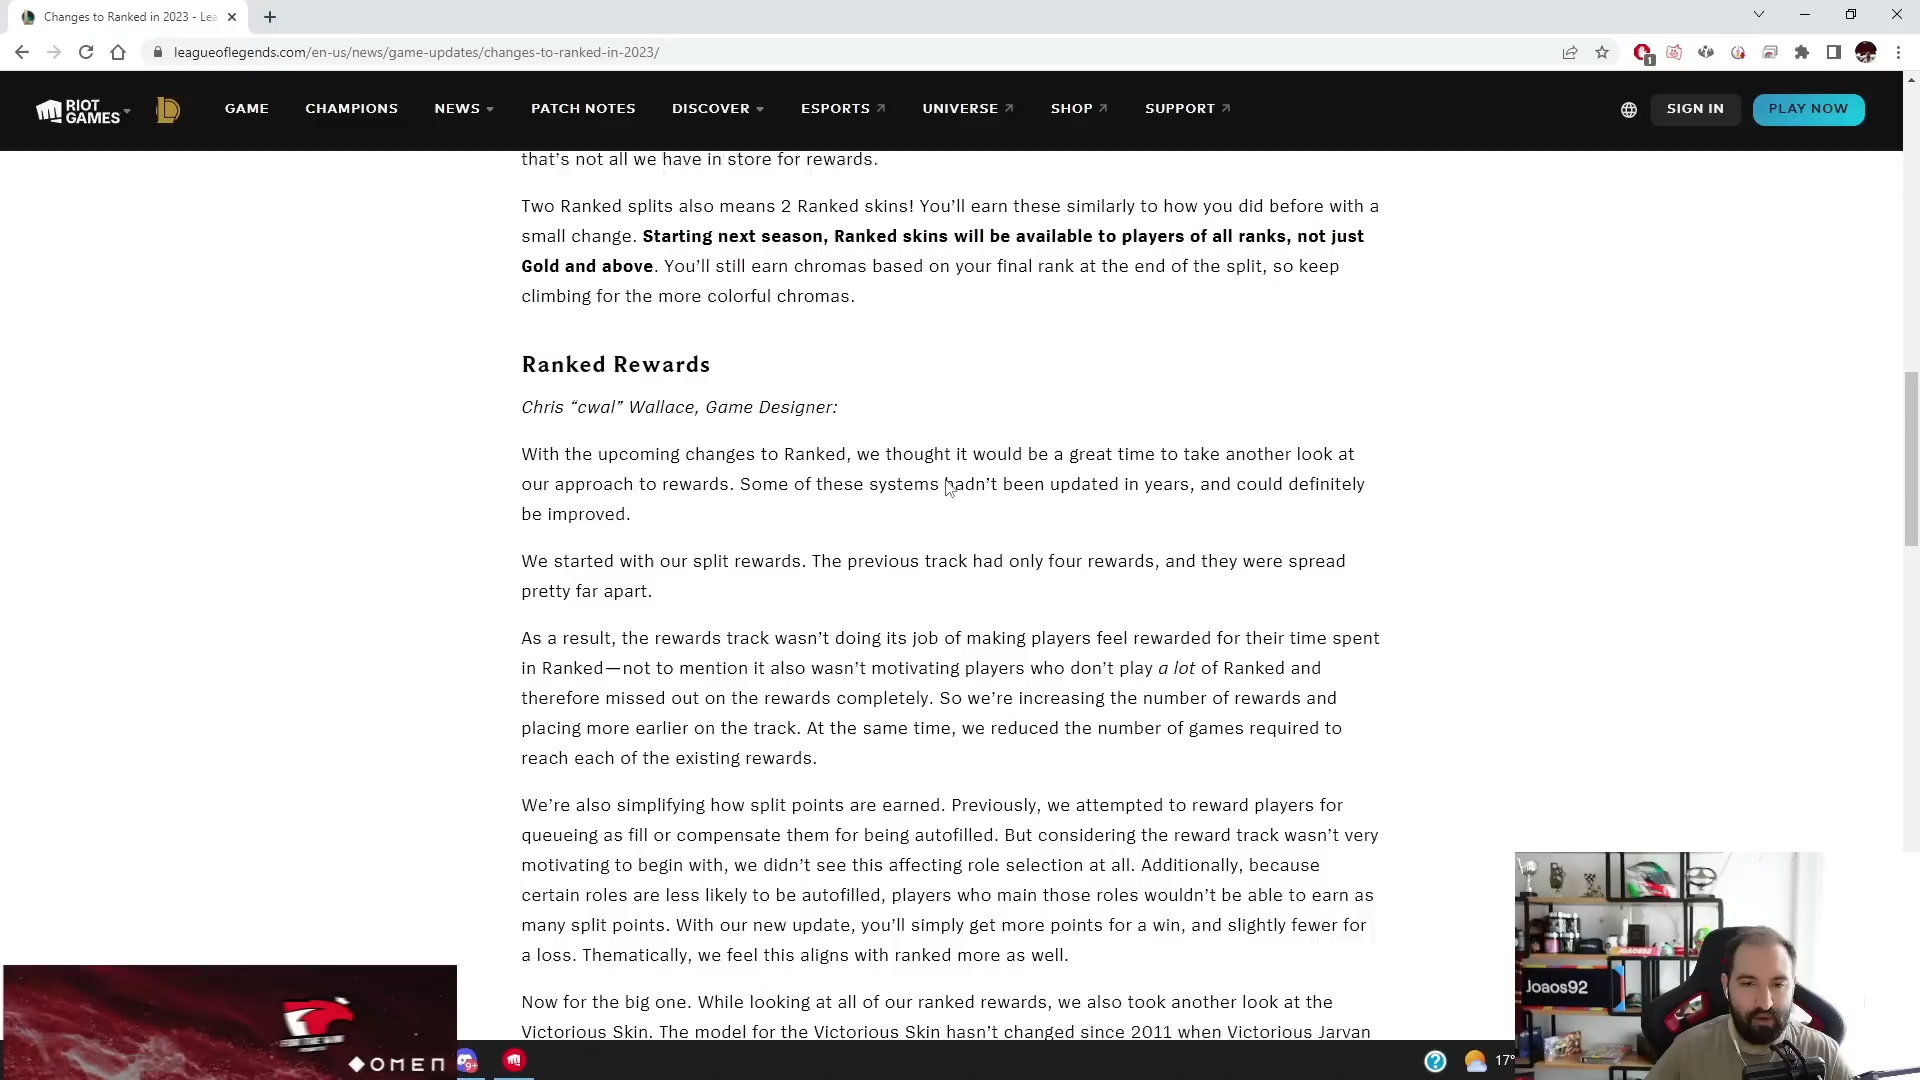 Changes to Ranked in 2023 - Lea
leagueoflegends.com/en-us/news/game-updates/changes-to-ranked-in-2023/
1
RIOT GAMES
GAME
CHAMPIONS
NEWS
PATCH NOTES
DISCOVER
ESPORTS
UNIVERSE
SHOP
SUPPORT
SIGN IN
PLAY NOW
that's not all we have in store for rewards.
Two Ranked splits also means 2 Ranked skins! You'll earn these similarly to how you did before with a
small change. Starting next season, Ranked skins will be available to players of all ranks, not just
Gold and above. You'll still earn chromas based on your final rank at the end of the split, so keep
climbing for the more colorful chromas.
Ranked Rewards
Chris “cwal” Wallace, Game Designer:
With the upcoming changes to Ranked, we thought it would be a great time to take another look at
our approach to rewards. Some of these systems hadn't been updated in years, and could definitely
be improved.
We started with our split rewards. The previous track had only four rewards, and they were spread
pretty far apart.
As a result, the rewards track wasn't doing its job of making players feel rewarded for their time spent
in Ranked—not to mention it also wasn't motivating players who don't play a lot of Ranked and
therefore missed out on the rewards completely. So we're increasing the number of rewards and
placing more earlier on the track. At the same time, we reduced the number of games required to
reach each of the existing rewards.
We're also simplifying how split points are earned. Previously, we attempted to reward players for
queueing as fill or compensate them for being autofilled. But considering the reward track wasn't very
motivating to begin with, we didn't see this affecting role selection at all. Additionally, because
certain roles are less likely to be autofilled, players who main those roles wouldn't be able to earn as
many split points. With our new update, you'll simply get more points for a win, and slightly fewer for
a loss. Thematically, we feel this aligns with ranked more as well.
Now for the big one. While looking at all of our ranked rewards, we also took another look at the
Victorious Skin. The model for the Victorious Skin hasn't changed since 2011 when Victorious Jarvan
OMEN
9+
17°
Joaos92